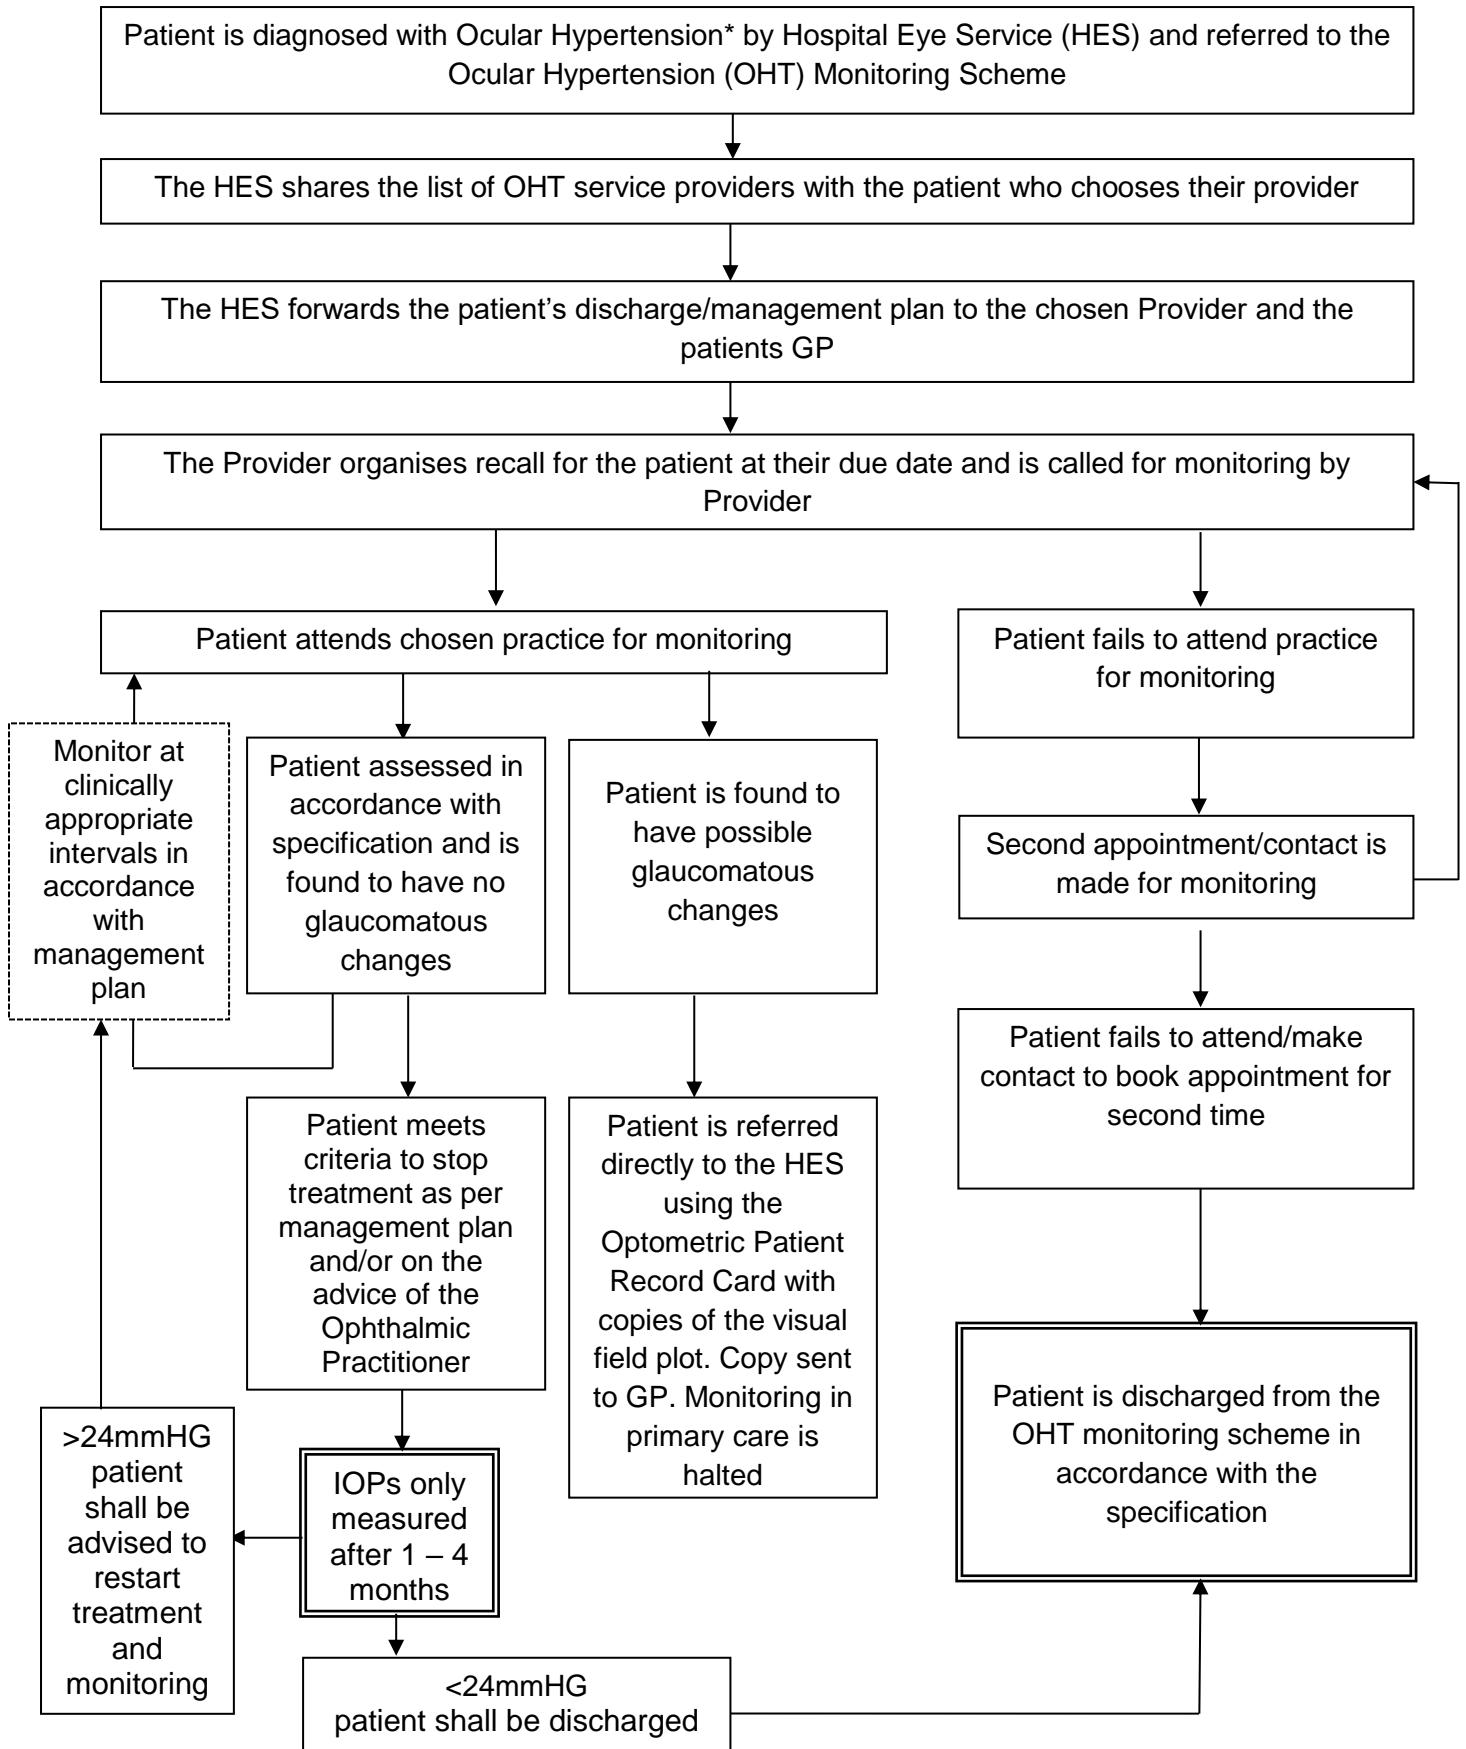 Patient is diagnosed with Ocular Hypertension* by Hospital Eye Service (HES) and referred to the
Ocular Hypertension (OHT) Monitoring Scheme
The HES shares the list of OHT service providers with the patient who chooses their provider
The HES forwards the patient’s discharge/management plan to the chosen Provider and the
patients GP
The Provider organises recall for the patient at their due date and is called for monitoring by
Provider
Patient attends chosen practice for monitoring
Patient fails to attend practice
for monitoring
Monitor at
clinically
appropriate
intervals in
accordance
with
management
plan
Patient assessed in
accordance with
specification and is
found to have no
glaucomatous
changes
Patient is found to
have possible
glaucomatous
changes
Second appointment/contact is
made for monitoring
Patient fails to attend/make
contact to book appointment for
second time
Patient meets
criteria to stop
treatment as per
management plan
and/or on the
advice of the
Ophthalmic
Practitioner
Patient is referred
directly to the HES
using the
Optometric Patient
Record Card with
copies of the visual
field plot. Copy sent
to GP. Monitoring in
primary care is
halted
Patient is discharged from the
OHT monitoring scheme in
accordance with the
specification
>24mmHG
patient
shall be
advised to
restart
treatment
and
monitoring
IOPs only
measured
after 1 – 4
months
<24mmHG
patient shall be discharged